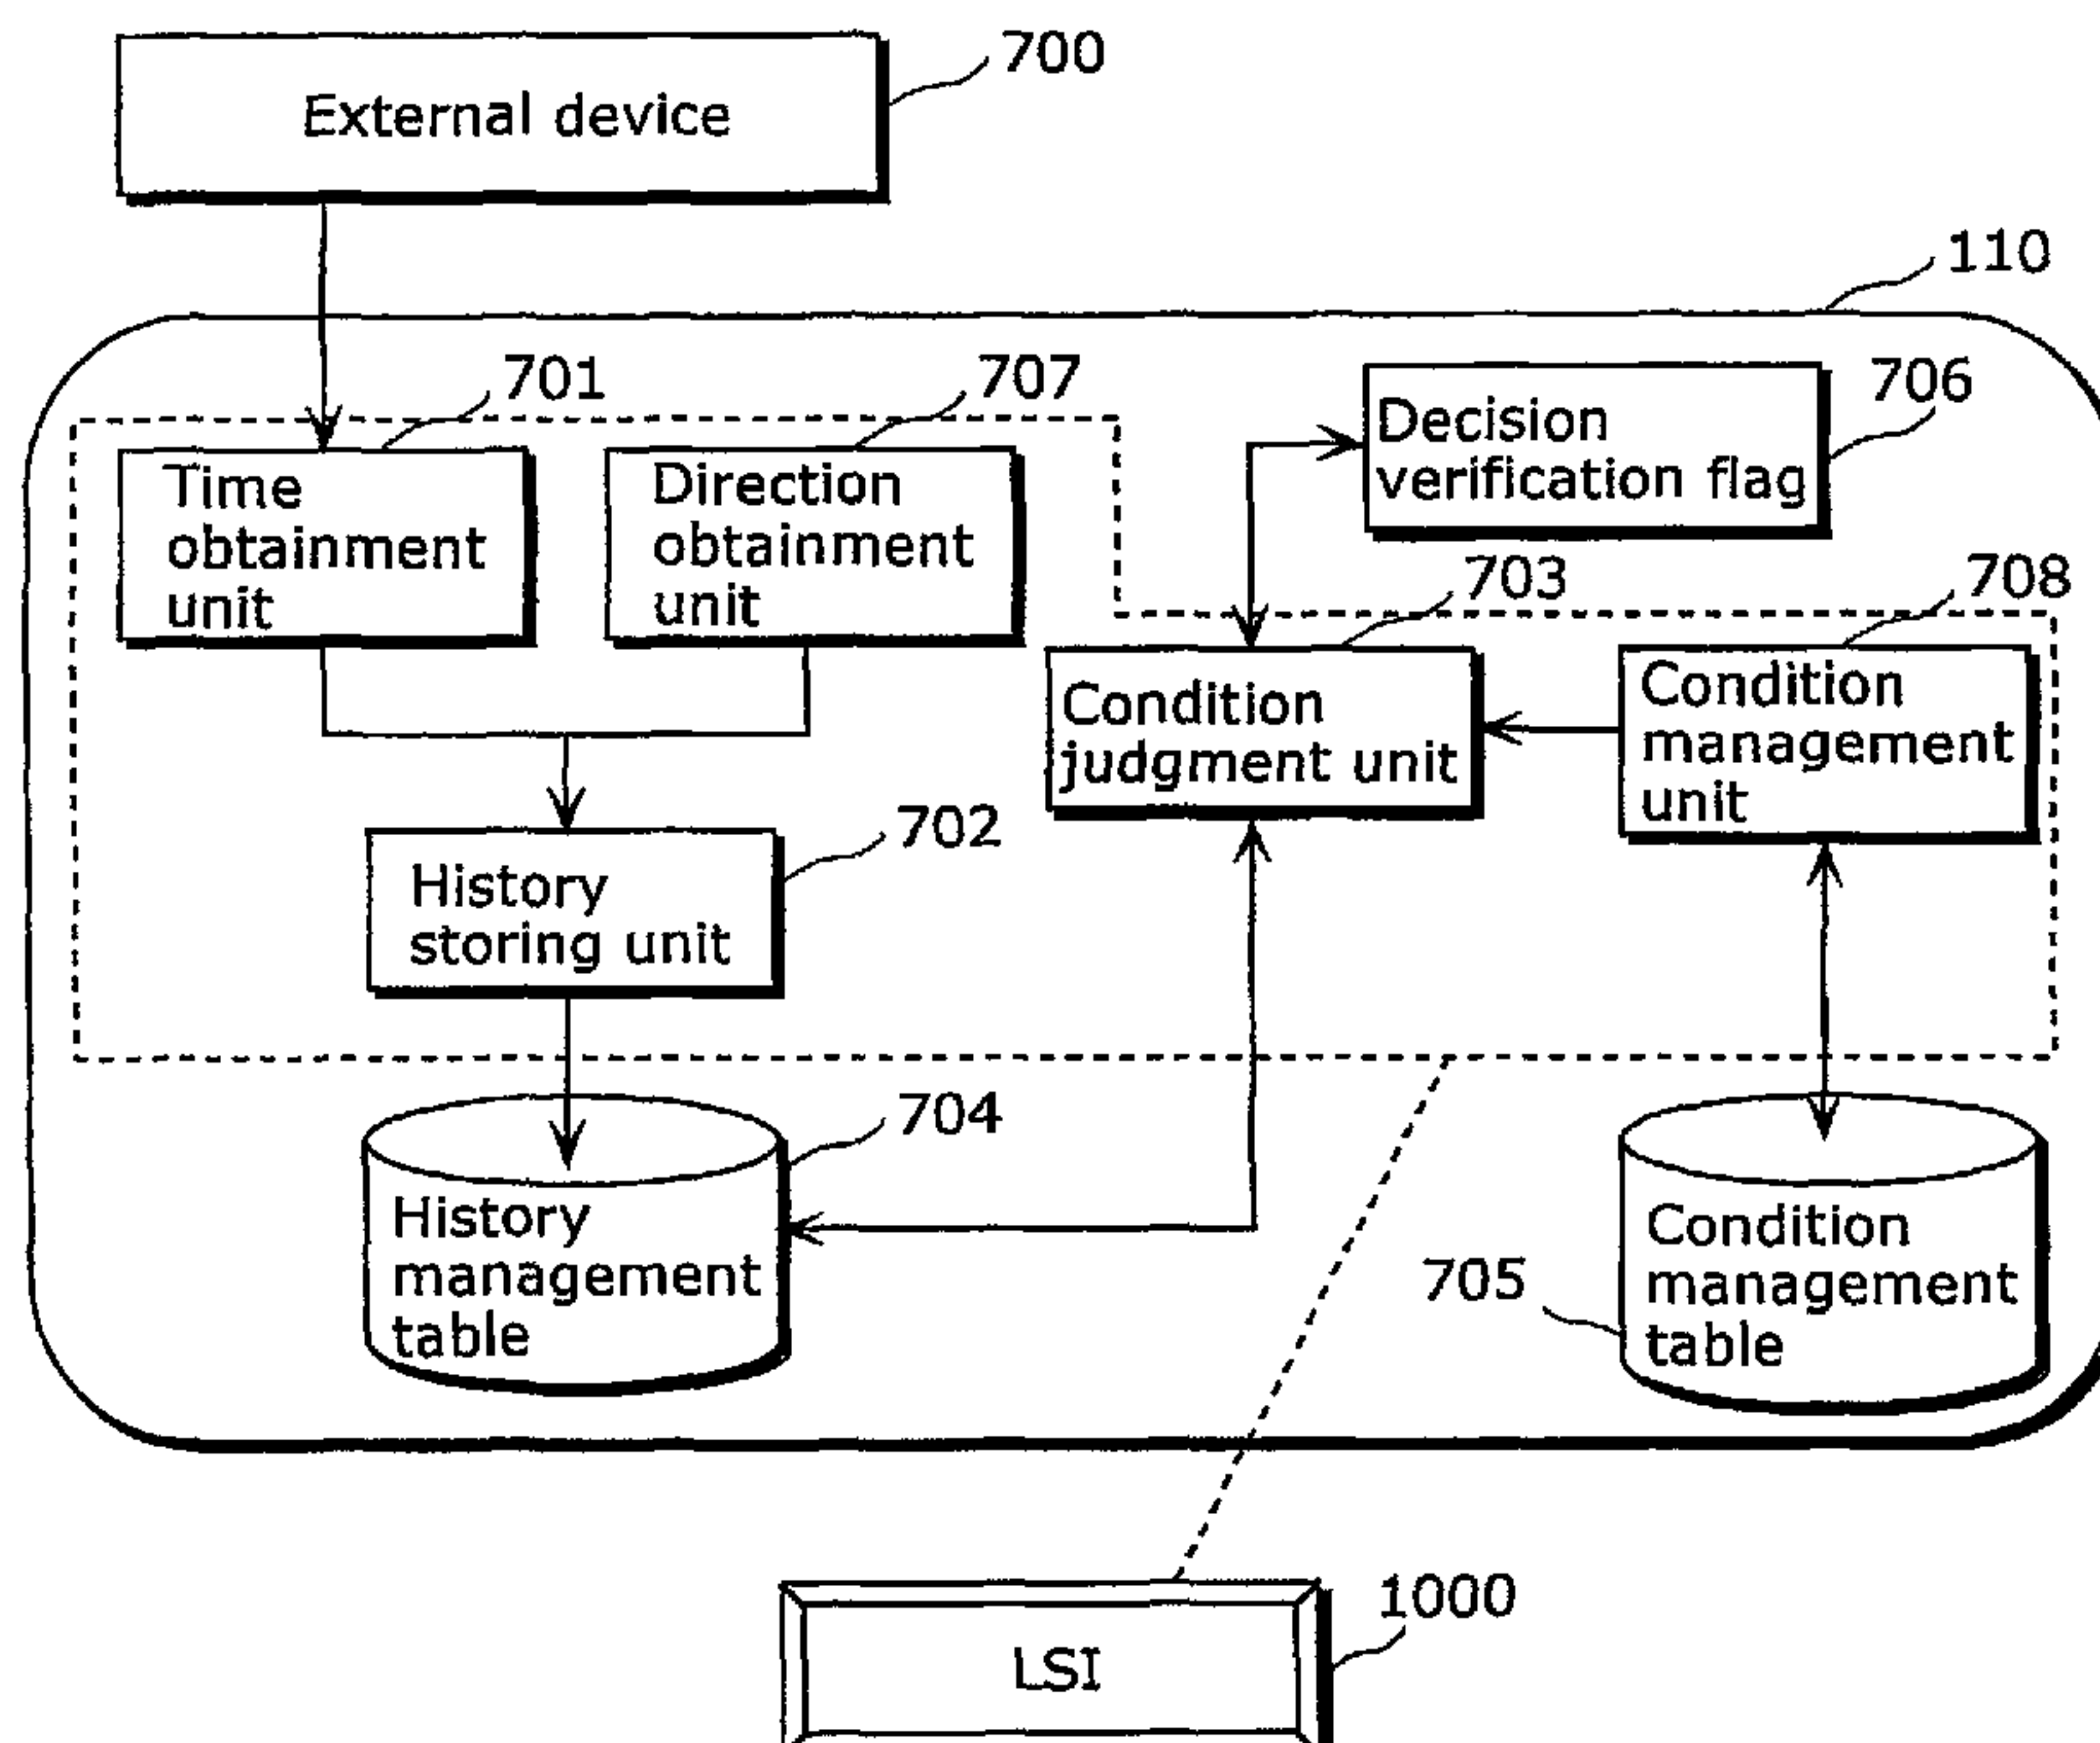 700
External device
110
701
707
706
Decision
verification flag
Time
obtainment
unit
Direction
obtainment
unit
703
708
Condition
judgment unit
Condition
management
unit
702
History
storing unit
704
History
management
table
705
Condition
management
table
1000
LSI